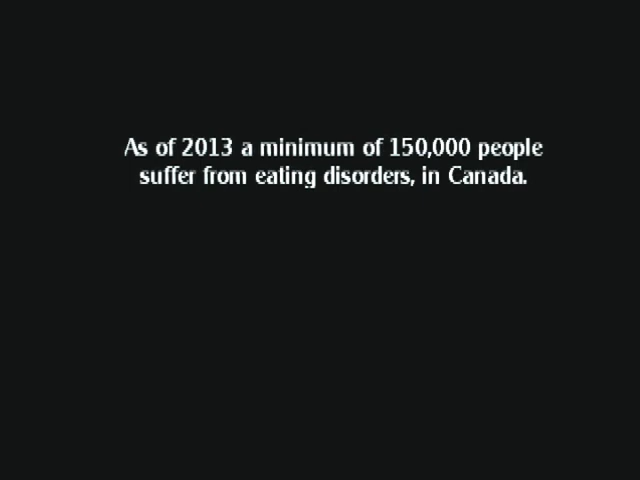 As of 2013 a minimum of 150,000 people
suffer from eating disorders, in Canada.